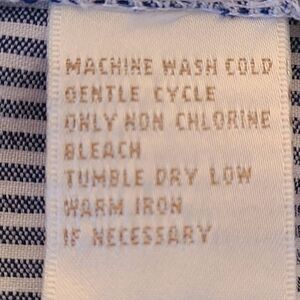 MACHINE WASH COLD
GENTLE CYCLE
ONLY NON CHLORINE
BLEACH
TUMBLE DRY LOW
WARM IRON
IF NECESSARY